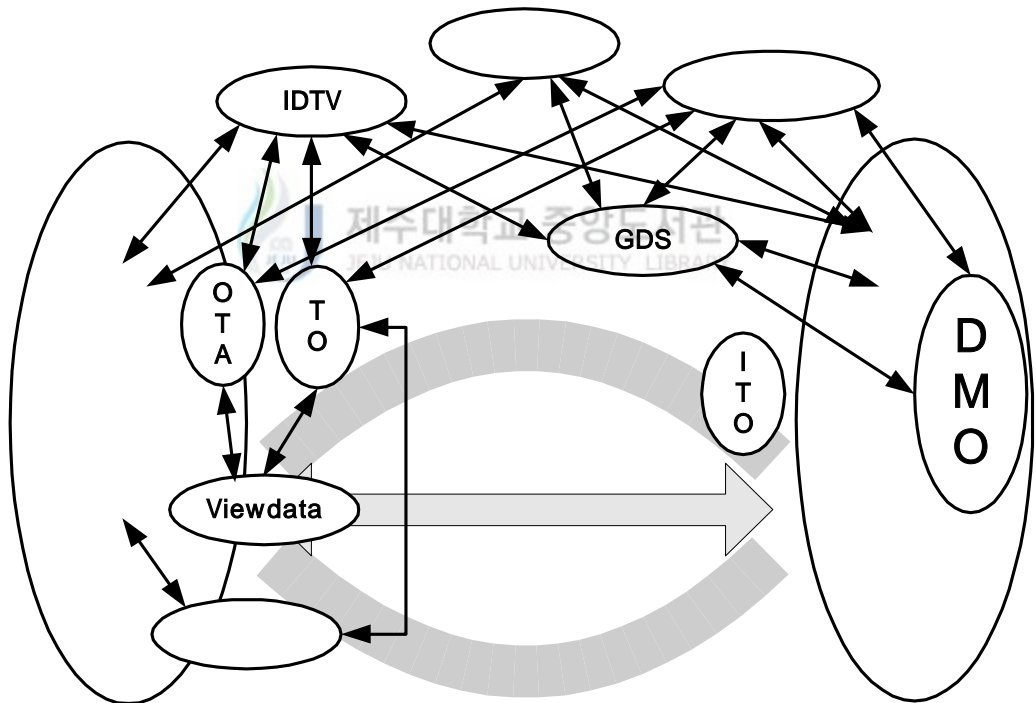 IDTV
제주대학교 중앙도서관
JEJU NATIONAL UNIVERSITY LIBRARY
GDS
O
T
A
T
O
I
T
O
D
M
O
Viewdata